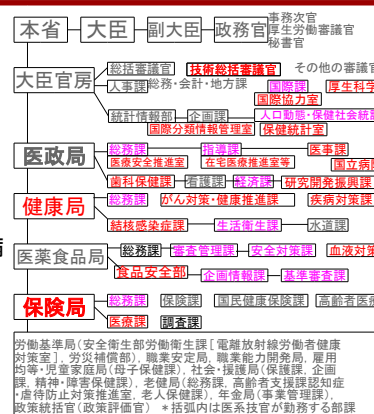 本省 大臣 副大臣 政務官 事務次官
厚生労働審議官
秘書官
大臣官房 総括審議官 技術総括審議官 その他の審議官
人事課 総務・会計・地方課 国際課 厚生科学
国際協力室
統計情報部 企画課 人口動態・保健社会統計
国際分類情報管理室 保健統計室
医政局 総務課 指導課 医事課
医療安全推進室 在宅医療推進室等 国立病
歯科保健課 看護課 経済課 研究開発振興課
健康局 総務課 がん対策・健康推進課 疾病対策課
結核感染症課 生活衛生課 水道課
医薬食品局 総務課 審査管理課 安全対策課 血液対策
食品安全部 企画情報課 基準審査課
保険局 総務課 保険課 国民健康保険課 高齢者医療
医療課 調査課
労働基準局(安全衛生部労働衛生課[電離放射線労働者健康
対策室]、労災補償部)、職業安定局、職業能力開発局、雇用
均等・児童家庭局(母子保健課)、社会・援護局(保護課、企画
課、精神・障害保健課)、老健局(総務課、高齢者支援課認知症
・虐待防止対策推進室、老人保健課)、年金局(事業管理課)、
政策統括官(政策評価官) ＊括弧内は医系技官が勤務する部課